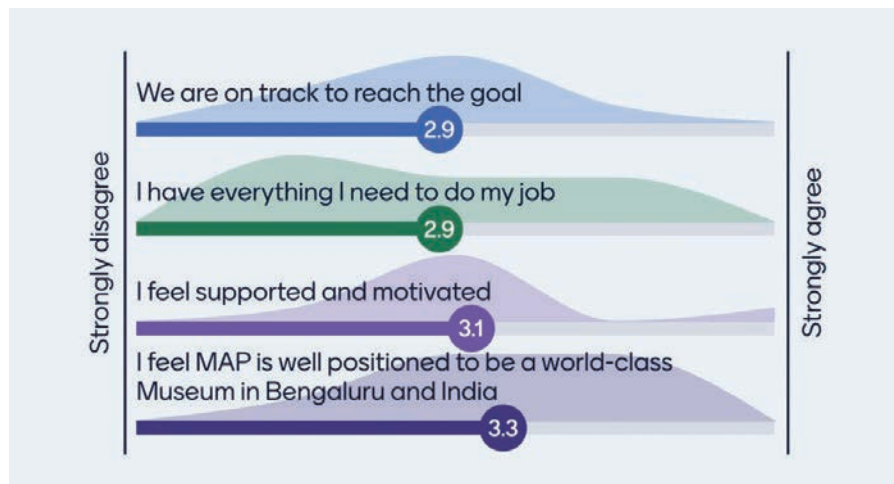 Strongly disagree
We are on track to reach the goal
2.9
I have everything I need to do my job
2.9
I feel supported and motivated
3.1
I feel MAP is well positioned to be a world-class
Museum in Bengaluru and India
3.3
Strongly agree